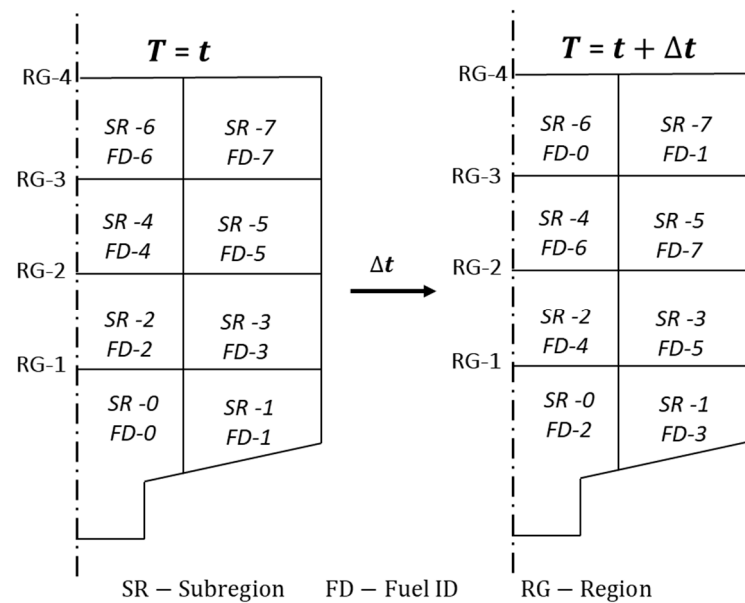 T = t
RG-4
SR -6
FD-6
SR -7
FD-7
RG-3
SR -4
FD-4
SR -5
FD-5
RG-2
SR -2
FD-2
SR -3
FD-3
RG-1
SR -0
FD-0
SR -1
FD-1
Δt
T = t + Δt
RG-4
SR -6
FD-0
SR -7
FD-1
RG-3
SR -4
FD-6
SR -5
FD-7
RG-2
SR -2
FD-4
SR -3
FD-5
RG-1
SR -0
FD-2
SR -1
FD-3
SR – Subregion FD – Fuel ID RG – Region